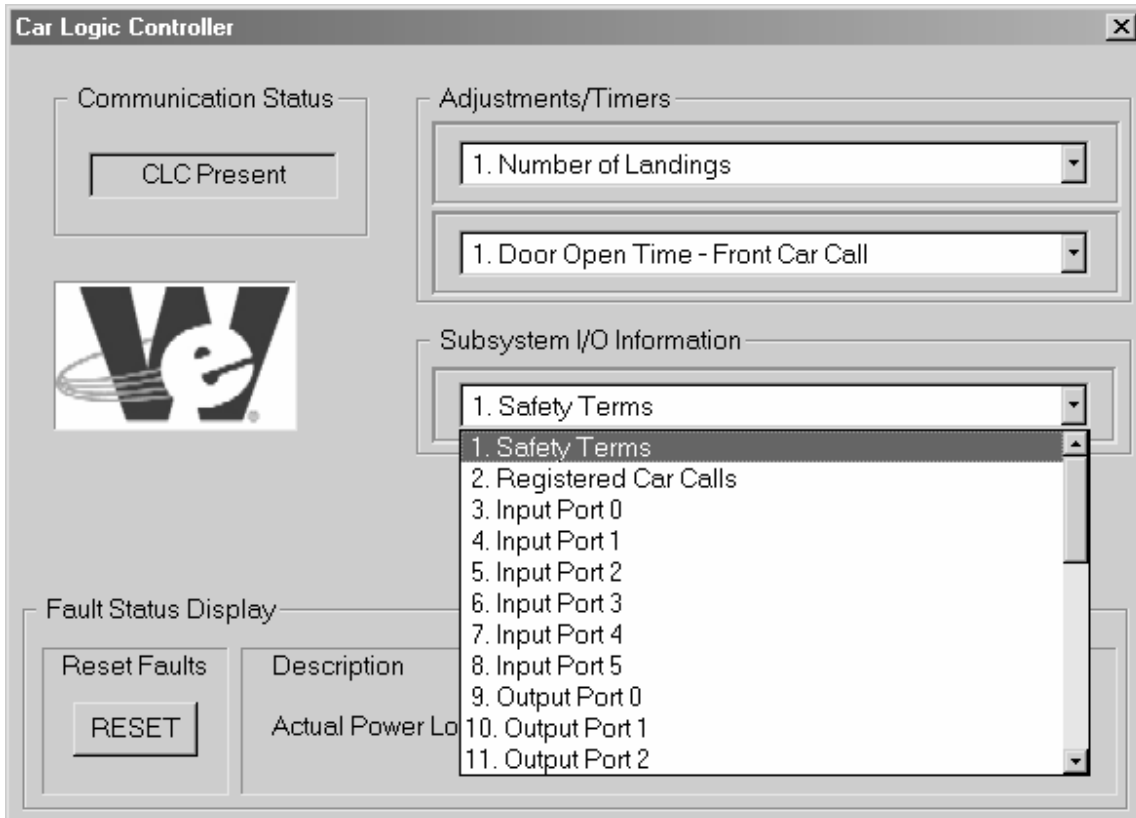 Car Logic Controller
Communication Status
CLC Present
Adjustments/Timers
1. Number of Landings
1. Door Open Time - Front Car Call
We
®
Subsystem I/O Information
1. Safety Terms
1. Safety Terms
2. Registered Car Calls
3. Input Port 0
4. Input Port 1
5. Input Port 2
6. Input Port 3
7. Input Port 4
8. Input Port 5
9. Output Port 0
10. Output Port 1
11. Output Port 2
Fault Status Display
Reset Faults
RESET
Description
Actual Power Lo